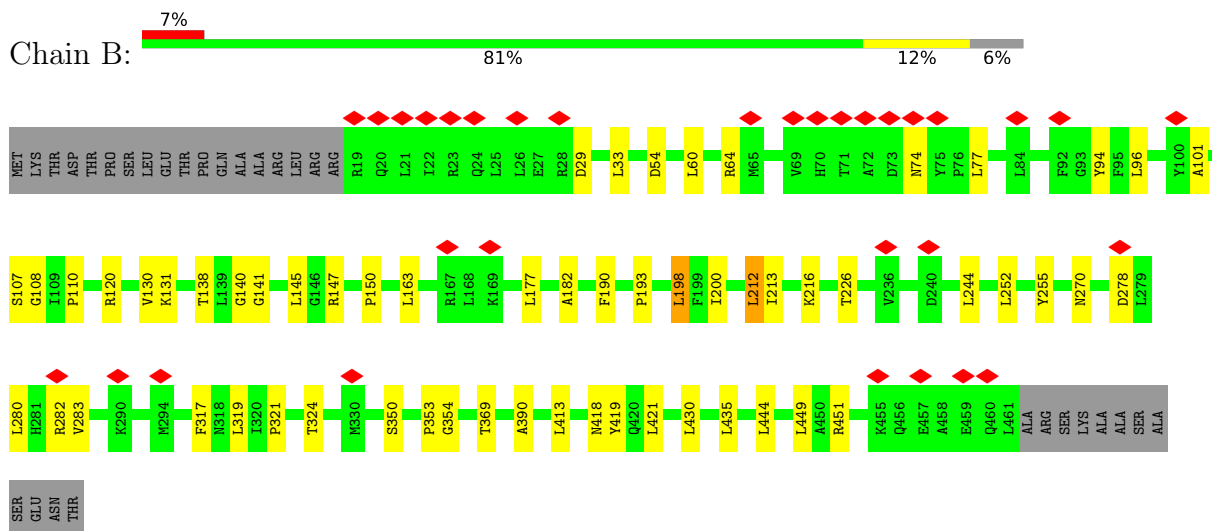 7%
Chain B:
81% 12% 6%
MET LYS THR ASP THR PRO SER LEU GLU THR PRO GLN ALA ALA ARG LEU ARG ARG R19 Q20 L21 I22 R23 Q24 L25 L26 E27 R28 D29 L33 D54 L60 R64 M65 V69 H70 T71 A72 D73 N74 Y75 P76 L77 L84 F92 G93 Y94 F95 L96 Y100 A101
S107 G108 I109 P110 R120 V130 K131 T138 L139 G140 G141 L145 G146 R147 P150 L163 R167 L168 K169 L177 A182 F190 P193 L198 F199 I200 L212 I213 K216 T226 V236 D240 L244 L252 Y255 N270 D278 L279
L280 H281 R282 V283 K290 M294 F317 N318 L319 I320 P321 T324 M330 S350 P353 G354 T369 A390 L413 N418 Y419 Q420 L421 L430 L435 L444 L449 A450 R451 K455 Q456 E457 A458 E459 Q460 L461 ALA ARG SER LYS ALA ALA SER ALA
SER GLU ASN THR